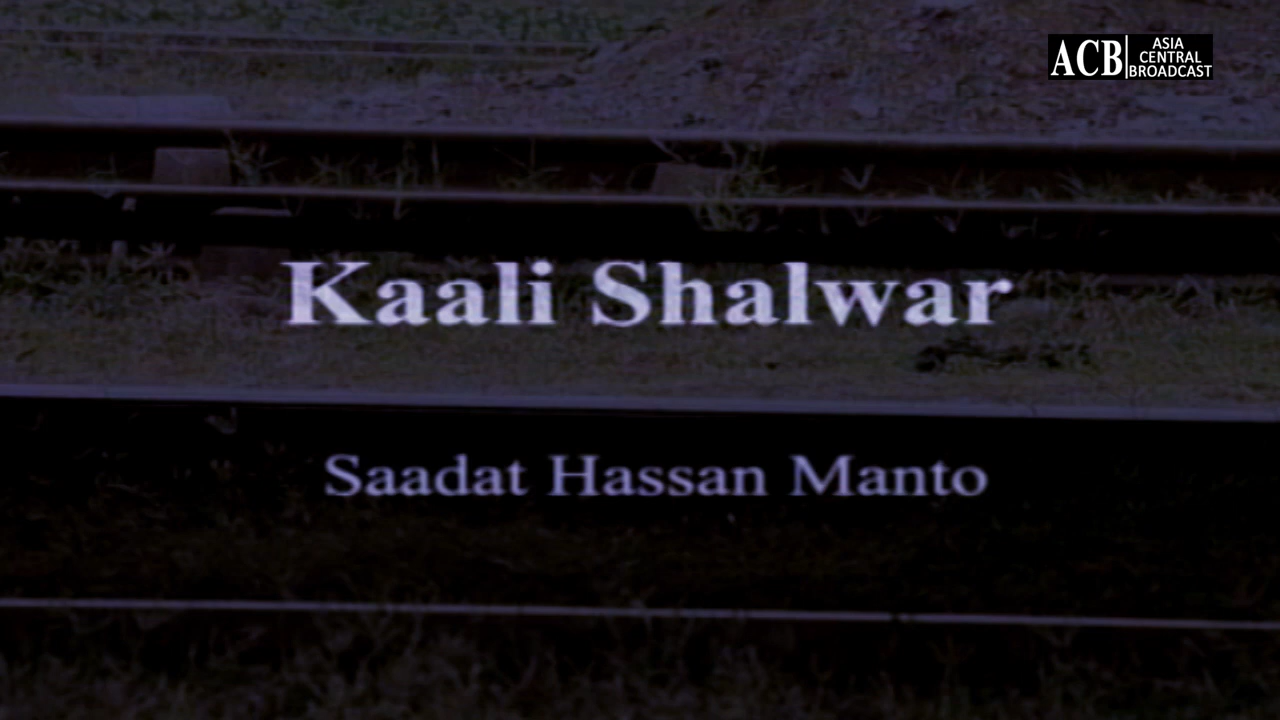 ACB
ASIA
CENTRAL
BROADCAST
Kaali Shalwar
Saadat Hassan Manto